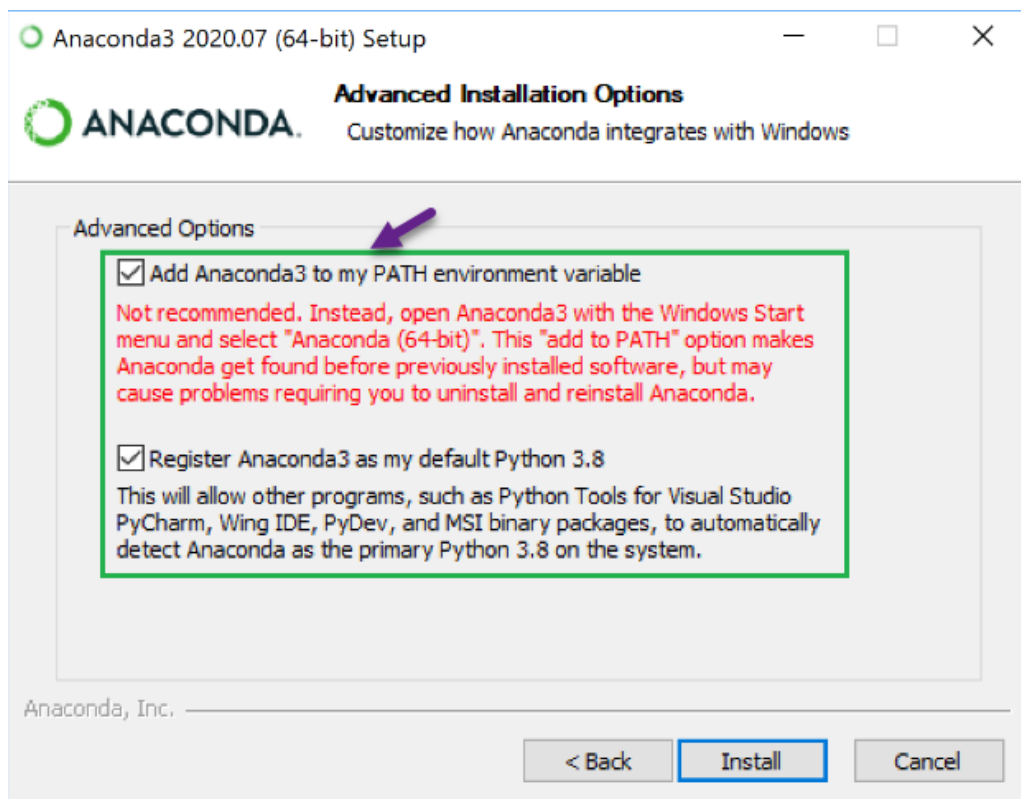 Anaconda3 2020.07 (64-bit) Setup
ANACONDA.
Advanced Installation Options
Customize how Anaconda integrates with Windows
Advanced Options
Add Anaconda3 to my PATH environment variable
Not recommended. Instead, open Anaconda3 with the Windows Start
menu and select "Anaconda (64-bit)". This "add to PATH" option makes
Anaconda get found before previously installed software, but may
cause problems requiring you to uninstall and reinstall Anaconda.
Register Anaconda3 as my default Python 3.8
This will allow other programs, such as Python Tools for Visual Studio
PyCharm, Wing IDE, PyDev, and MSI binary packages, to automatically
detect Anaconda as the primary Python 3.8 on the system.
Anaconda, Inc.
< Back
Install
Cancel